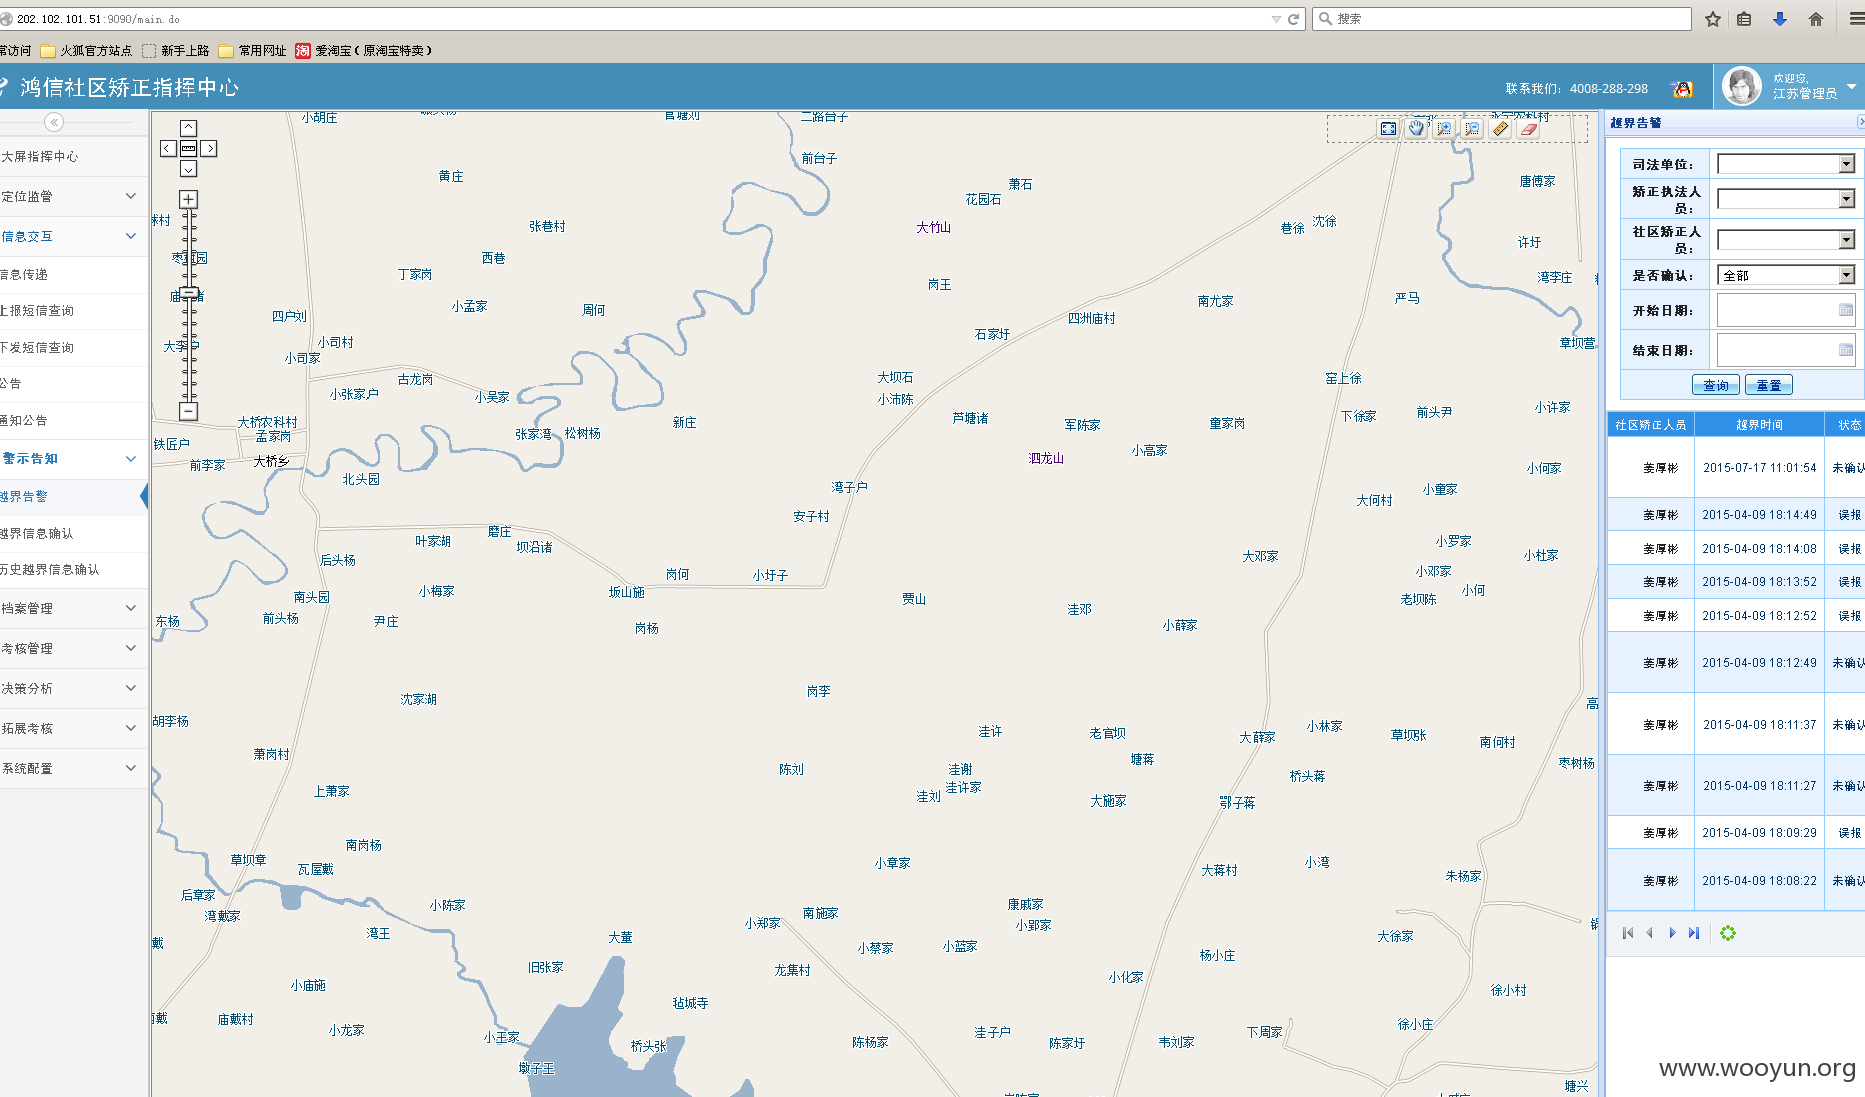 202.102.101.51:9090/main.do
搜索
常访问 火狐官方站点 新手上路 常用网址 爱淘宝（原淘宝特卖）
鸿信社区矫正指挥中心
联系我们：4008-288-298
欢迎您,
江苏管理员
大屏指挥中心
定位监管
信息交互
信息传递
上报短信查询
下发短信查询
公告
通知公告
警示告知
越界告警
越界信息确认
历史越界信息确认
档案管理
考核管理
决策分析
拓展考核
系统配置
小胡庄
官塘刘
二路台子
前台子
黄庄
萧石
花园石
唐傅家
大竹山
张巷村
巷徐
沈徐
许圩
西巷
丁家岗
岗王
湾李庄
小孟家
周何
南尤家
严马
四户刘
四洲庙村
石家圩
小司村
小司家
章坝营
古龙岗
大坝石
窑上徐
小张家户
小吴家
小沛陈
大桥农科村
孟家岗
新庄
芦塘诸
军陈家
童家岗
下徐家
前头尹
小许家
张家湾
松树杨
铁匠户
前李家
大桥乡
泗龙山
小高家
小何家
北头园
湾子户
小童家
大何村
安子村
磨庄
叶家湖
坝沿诸
小罗家
后头杨
大邓家
小杜家
岗何
小圩子
小邓家
小何
小梅家
坂山施
贾山
老坝陈
南头园
洼邓
东杨
前头杨
尹庄
岗杨
小薛家
岗李
沈家湖
胡李杨
洼许
老官坝
大薛家
小林家
草坝张
南何村
萧岗村
塘蒋
枣树杨
陈刘
洼谢
洼许家
桥头蒋
上萧家
洼刘
大施家
鄂子蒋
南岗杨
草坝章
瓦屋戴
小章家
大蒋村
小湾
朱杨家
后章家
湾戴家
小陈家
南施家
康戚家
小郑家
小郢家
湾王
大董
小蔡家
小蓝家
大徐家
旧张家
龙集村
小化家
杨小庄
小庙施
毡城寺
徐小村
庙戴村
小龙家
小王家
桥头张
陈杨家
洼子户
陈家圩
韦刘家
下周家
徐小庄
墩子王
塘兴
越界告警
司法单位：
矫正执法人员：
社区矫正人员：
是否确认： 全部
开始日期：
结束日期：
查询 重置
社区矫正人员 越界时间 状态
姜厚彬 2015-07-17 11:01:54 未确认
姜厚彬 2015-04-09 18:14:49 误报
姜厚彬 2015-04-09 18:14:08 误报
姜厚彬 2015-04-09 18:13:52 误报
姜厚彬 2015-04-09 18:12:52 误报
姜厚彬 2015-04-09 18:12:49 未确认
姜厚彬 2015-04-09 18:11:37 未确认
姜厚彬 2015-04-09 18:11:27 未确认
姜厚彬 2015-04-09 18:09:29 误报
姜厚彬 2015-04-09 18:08:22 未确认
www.wooyun.org